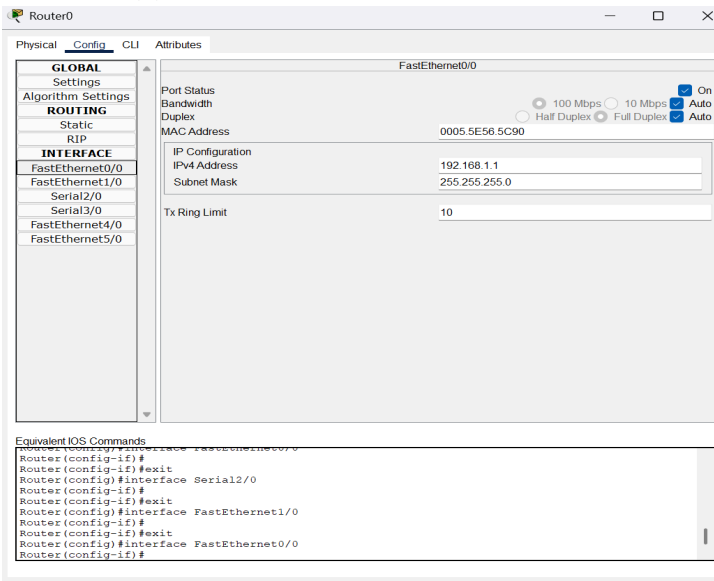 Router0
Physical Config CLI Attributes
GLOBAL
Settings
Algorithm Settings
ROUTING
Static
RIP
INTERFACE
FastEthernet0/0
FastEthernet1/0
Serial2/0
Serial3/0
FastEthernet4/0
FastEthernet5/0
FastEthernet0/0
Port Status On
Bandwidth 100 Mbps 10 Mbps Auto
Duplex Half Duplex Full Duplex Auto
MAC Address 0005.5E56.5C90
IP Configuration
IPv4 Address 192.168.1.1
Subnet Mask 255.255.255.0
Tx Ring Limit 10
Equivalent IOS Commands
Router(config)#interface FastEthernet0/0
Router(config-if)#
Router(config-if)#exit
Router(config)#interface Serial2/0
Router(config-if)#
Router(config-if)#exit
Router(config)#interface FastEthernet1/0
Router(config-if)#
Router(config-if)#exit
Router(config)#interface FastEthernet0/0
Router(config-if)#